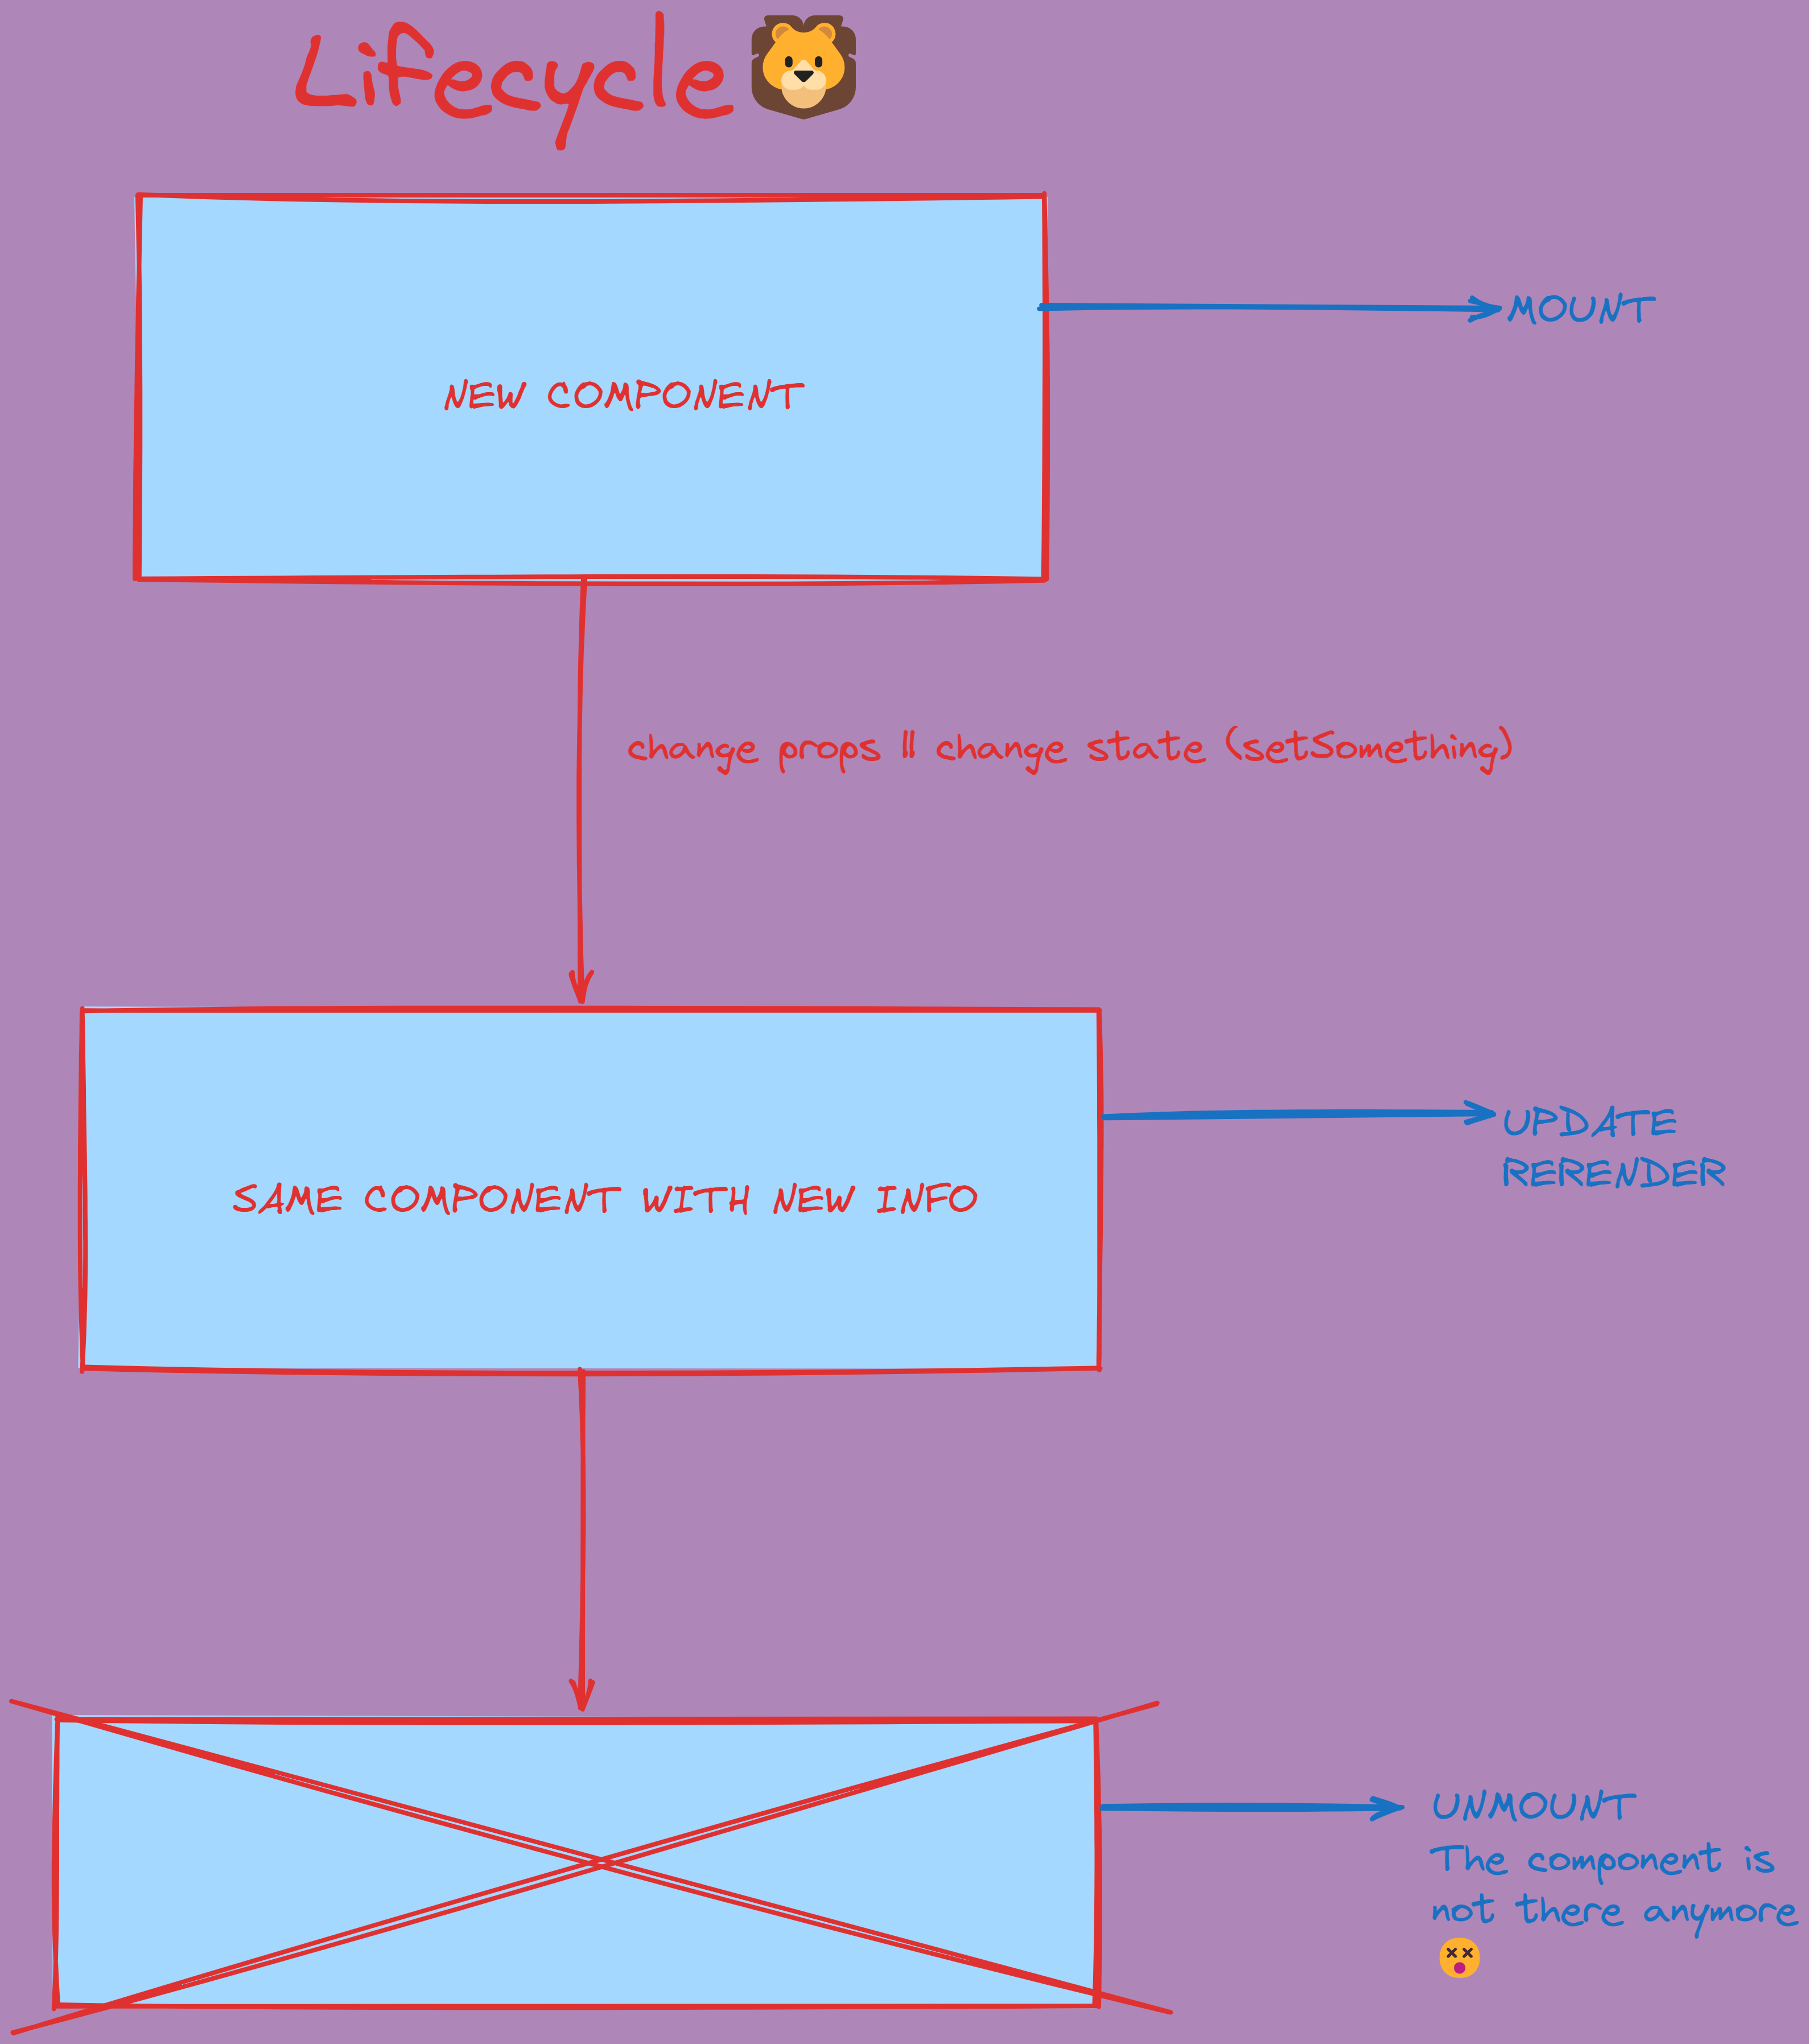 Lifecycle🦁
MOUNT
NEW COMPONENT
change props || change state (setSomething)
UPDATE
RERENDER
SAME COMPONENT WITH NEW INFO
UNMOUNT
The component is
not there anymore
😵